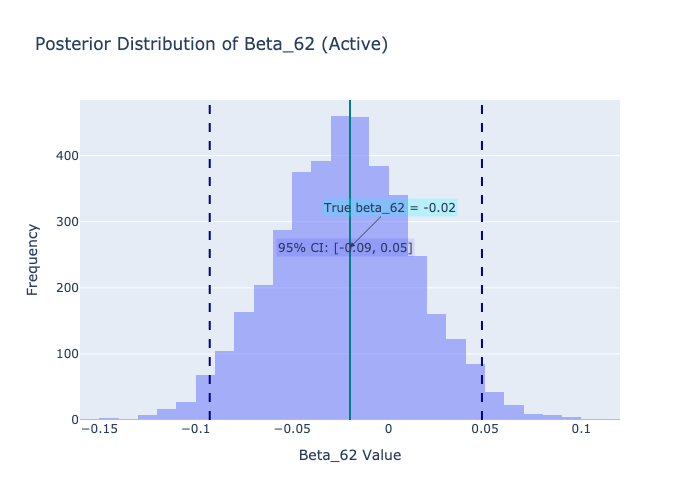 Posterior Distribution of Beta_62 (Active)
400
300
200
100
0
Frequency
True beta_62 = -0.02
95% CI: [-0.09, 0.05]
−0.15
−0.1
−0.05
0
0.05
0.1
Beta_62 Value